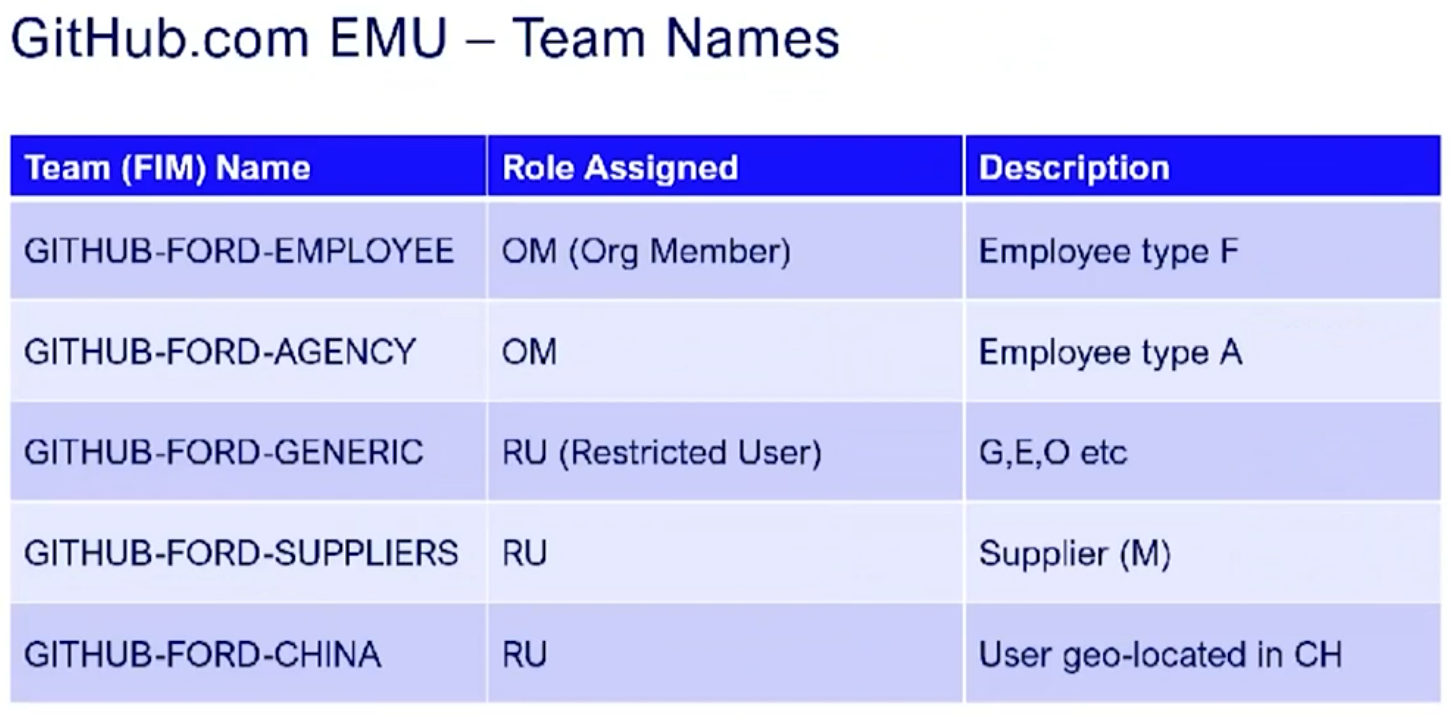 GitHub.com EMU – Team Names
Team (FIM) Name Role Assigned Description
GITHUB-FORD-EMPLOYEE OM (Org Member) Employee type F
GITHUB-FORD-AGENCY OM Employee type A
GITHUB-FORD-GENERIC RU (Restricted User) G,E,O etc
GITHUB-FORD-SUPPLIERS RU Supplier (M)
GITHUB-FORD-CHINA RU User geo-located in CH